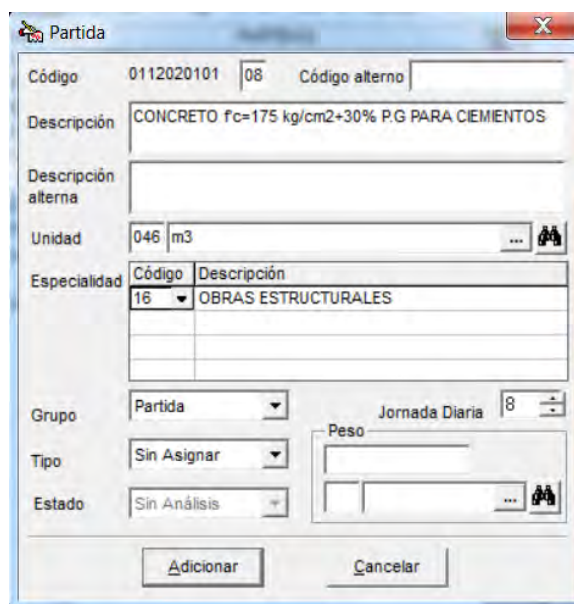 Partida
Código 0112020101 08 Código alterno
Descripción CONCRETO f'c=175 kg/cm2+30% P.G PARA CIEMIENTOS
Descripción
alterna
Unidad 046 m3 ...
Especialidad Código Descripción
16 OBRAS ESTRUCTURALES
Grupo Partida Jornada Diaria 8
Peso
Tipo Sin Asignar
Estado Sin Análisis ...
Adicionar Cancelar